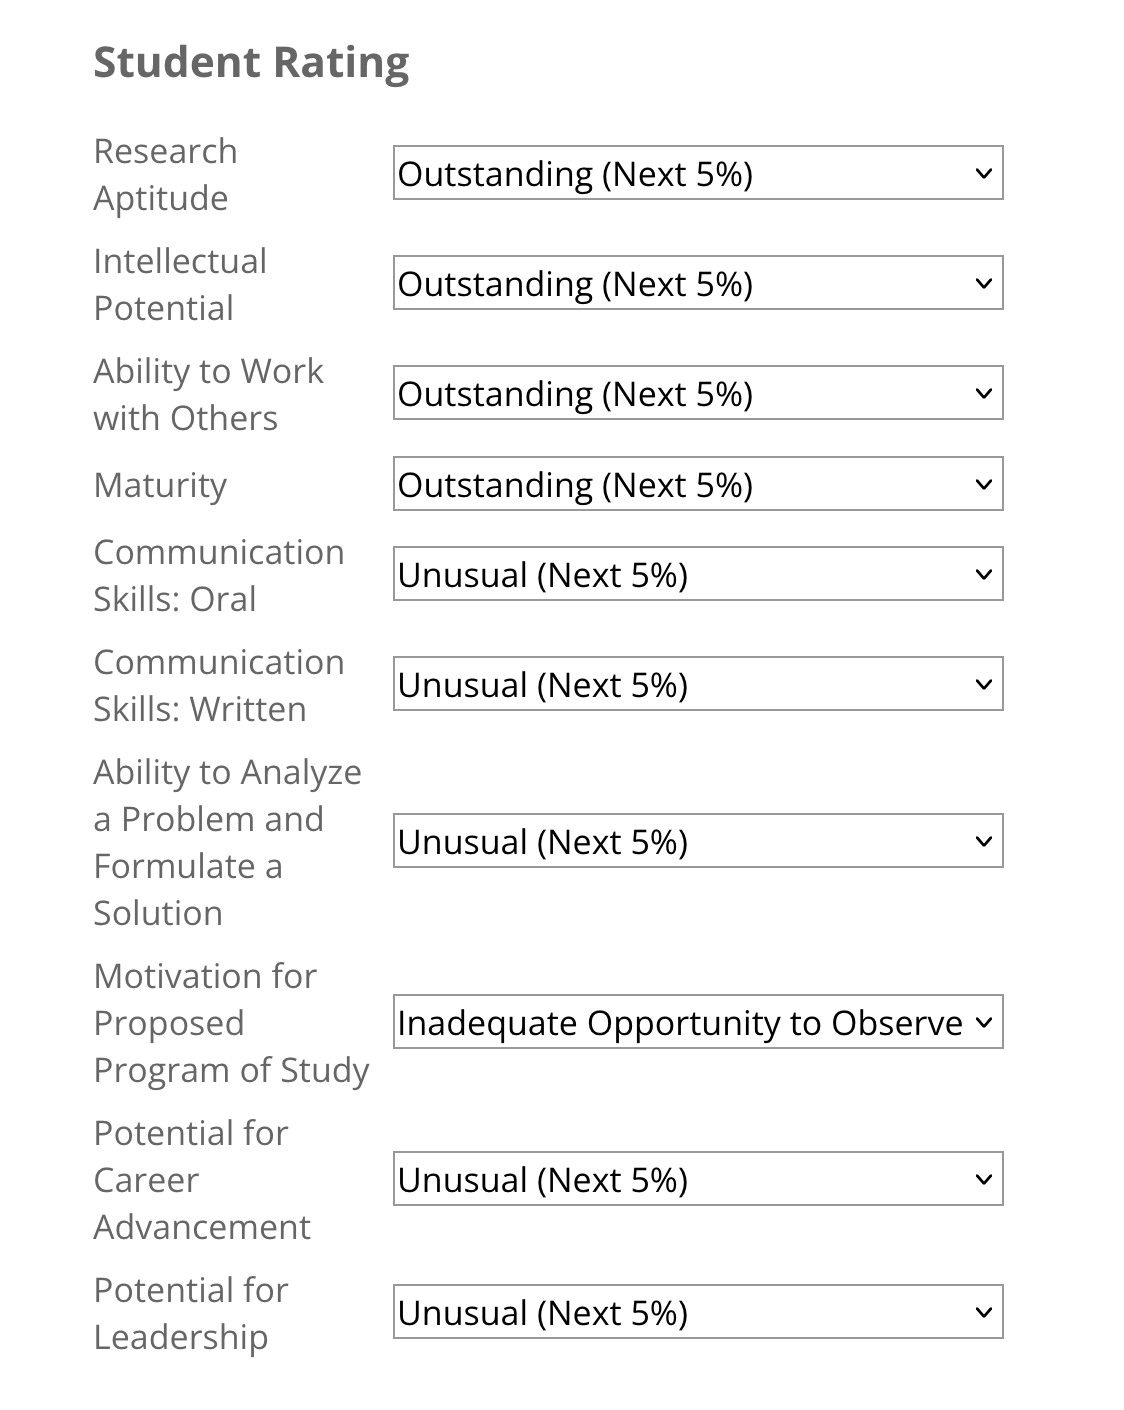 Student Rating
Research
Aptitude
Outstanding (Next 5%)
Intellectual
Potential
Outstanding (Next 5%)
Ability to Work
with Others
Outstanding (Next 5%)
Maturity
Outstanding (Next 5%)
Communication
Skills: Oral
Unusual (Next 5%)
Communication
Skills: Written
Unusual (Next 5%)
Ability to Analyze
a Problem and
Formulate a
Solution
Unusual (Next 5%)
Motivation for
Proposed
Program of Study
Inadequate Opportunity to Observe
Potential for
Career
Advancement
Unusual (Next 5%)
Potential for
Leadership
Unusual (Next 5%)